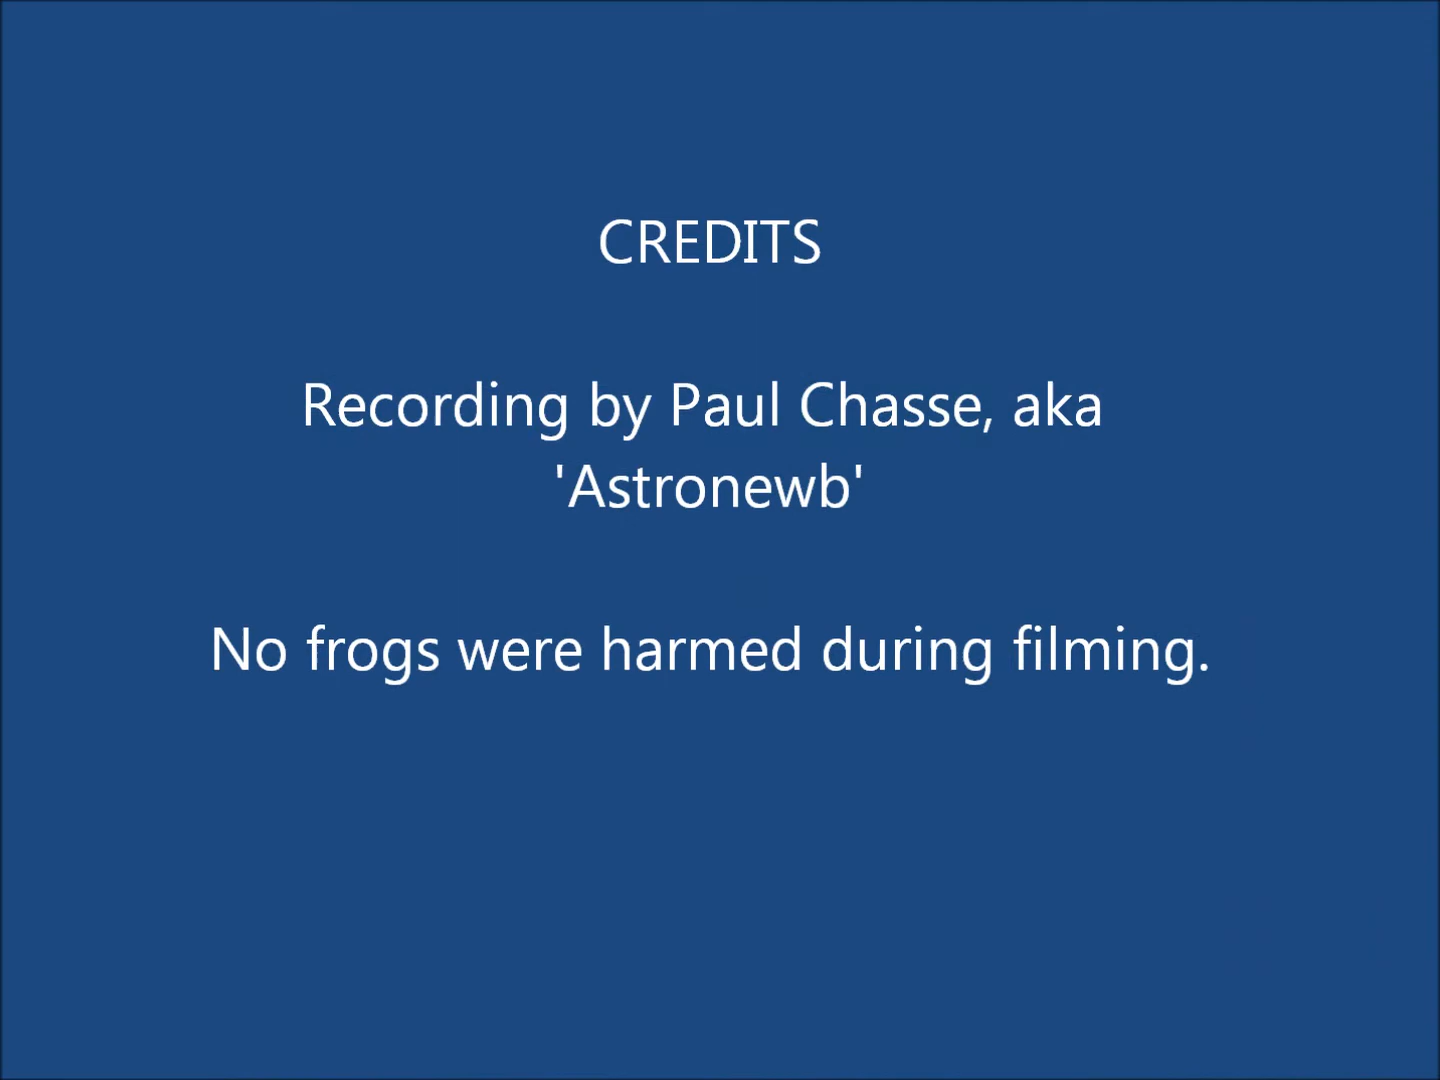 CREDITS
Recording by Paul Chasse, aka
'Astronewb'
No frogs were harmed during filming.